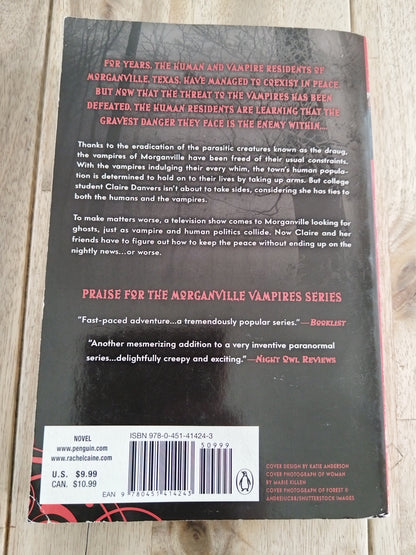 FOR YEARS, THE HUMAN AND VAMPIRE RESIDENTS OF
MORGANVILLE, TEXAS, HAVE MANAGED TO COEXIST IN PEACE.
BUT NOW THAT THE THREAT TO THE VAMPIRES HAS BEEN
DEFEATED, THE HUMAN RESIDENTS ARE LEARNING THAT THE
GRAVEST DANGER THEY FACE IS THE ENEMY WITHIN...
Thanks to the eradication of the parasitic creatures known as the draug,
the vampires of Morganville have been freed of their usual constraints.
With the vampires indulging their every whim, the town's human popula-
tion is determined to hold on to their lives by taking up arms. But college
student Claire Danvers isn't about to take sides, considering she has ties to
both the humans and the vampires.
To make matters worse, a television show comes to Morganville looking for
ghosts, just as vampire and human politics collide. Now Claire and her
friends have to figure out how to keep the peace without ending up on the
nightly news...or worse.
PRAISE FOR THE MORGANVILLE VAMPIRES SERIES
"Fast-paced adventure...a tremendously popular series."—BOOKLIST
"Another mesmerizing addition to a very inventive paranormal
series...delightfully creepy and exciting."—NIGHT OWL REVIEWS
NOVEL
www.penguin.com
www.rachelcaine.com
U.S. $9.99
CAN. $10.99
ISBN 978-0-451-41424-3
50999
EAN 9 780451 414243
COVER DESIGN BY KATIE ANDERSON
COVER PHOTOGRAPH OF WOMAN
BY MARIE KILLEN
COVER PHOTOGRAPH OF FOREST ©
ANDREIUC88/SHUTTERSTOCK IMAGES